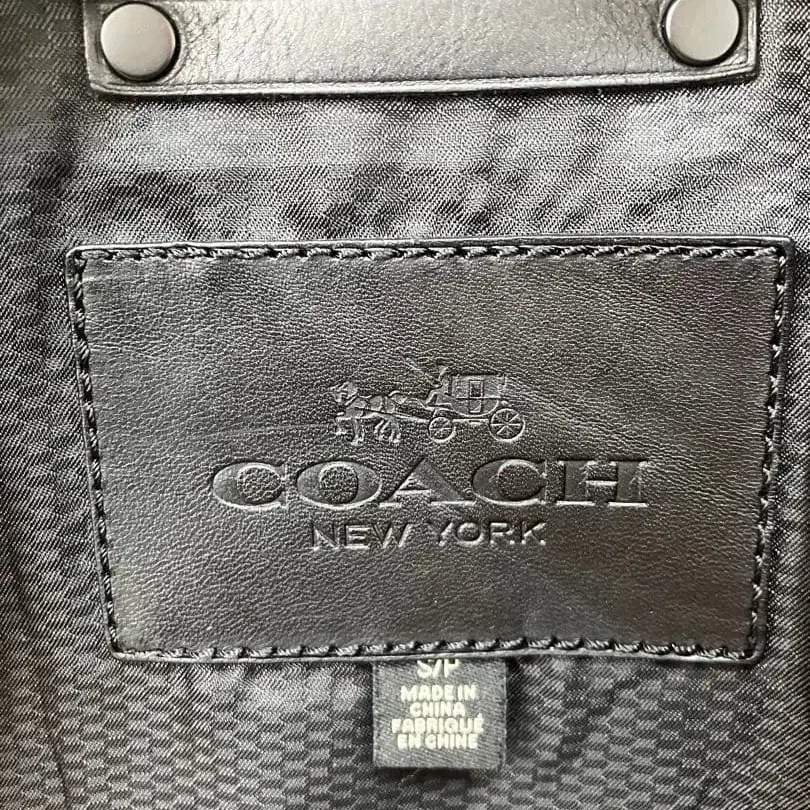 COACH
NEW YORK
S/P
MADE IN
CHINA
FABRIQUÉ
EN CHINE